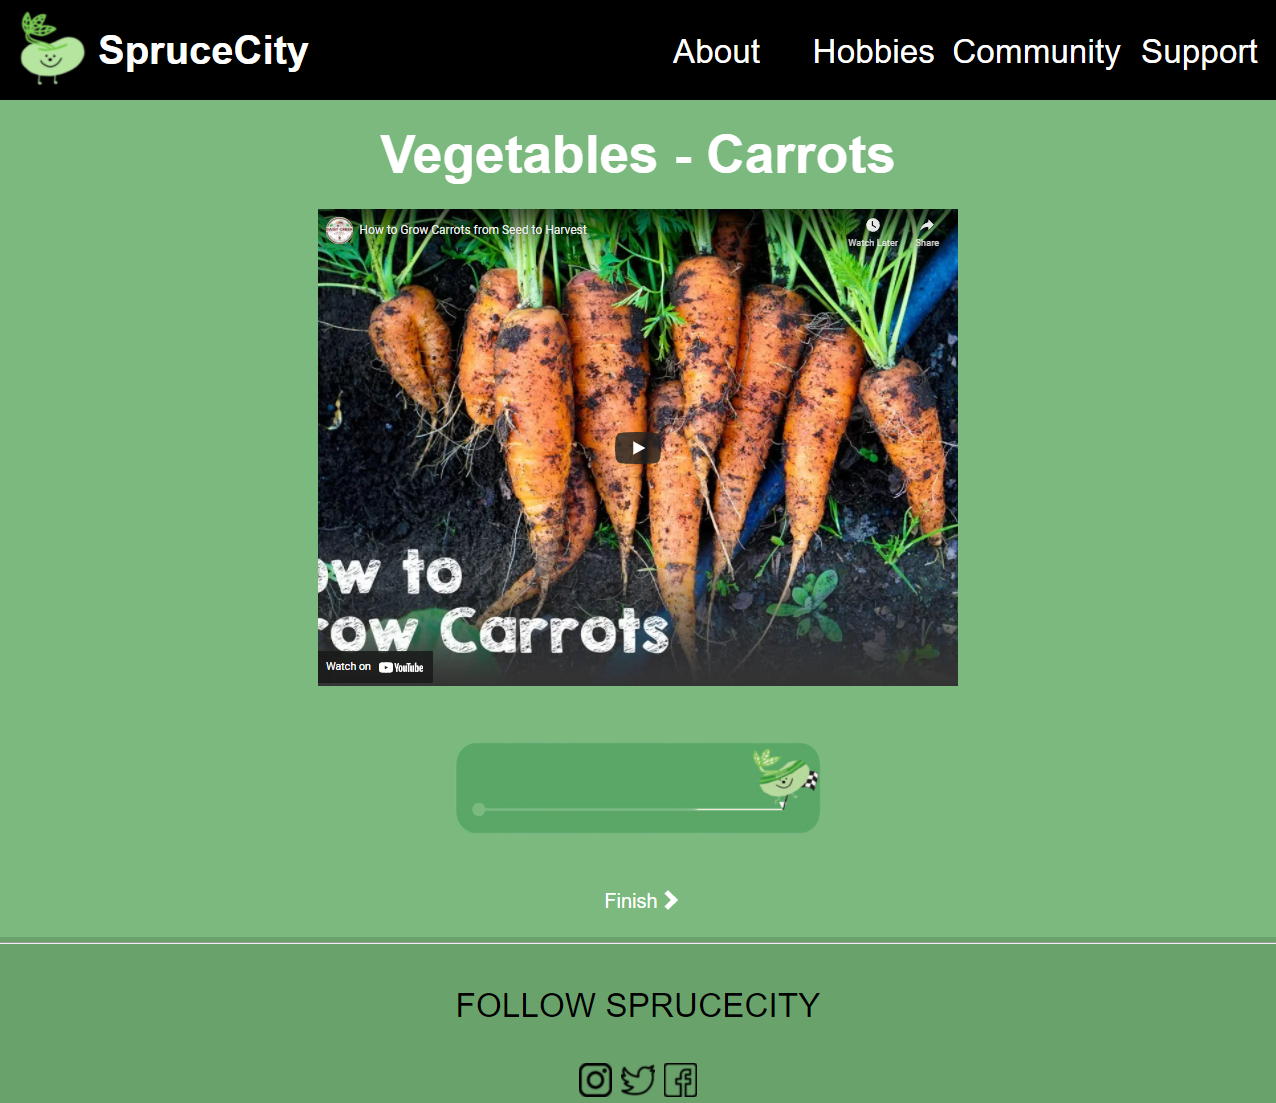 SpruceCity
About Hobbies Community Support
Vegetables - Carrots
How to Grow Carrots from Seed to Harvest
Watch Later Share
ow to
row Carrots
Watch on YouTube
Finish
FOLLOW SPRUCECITY